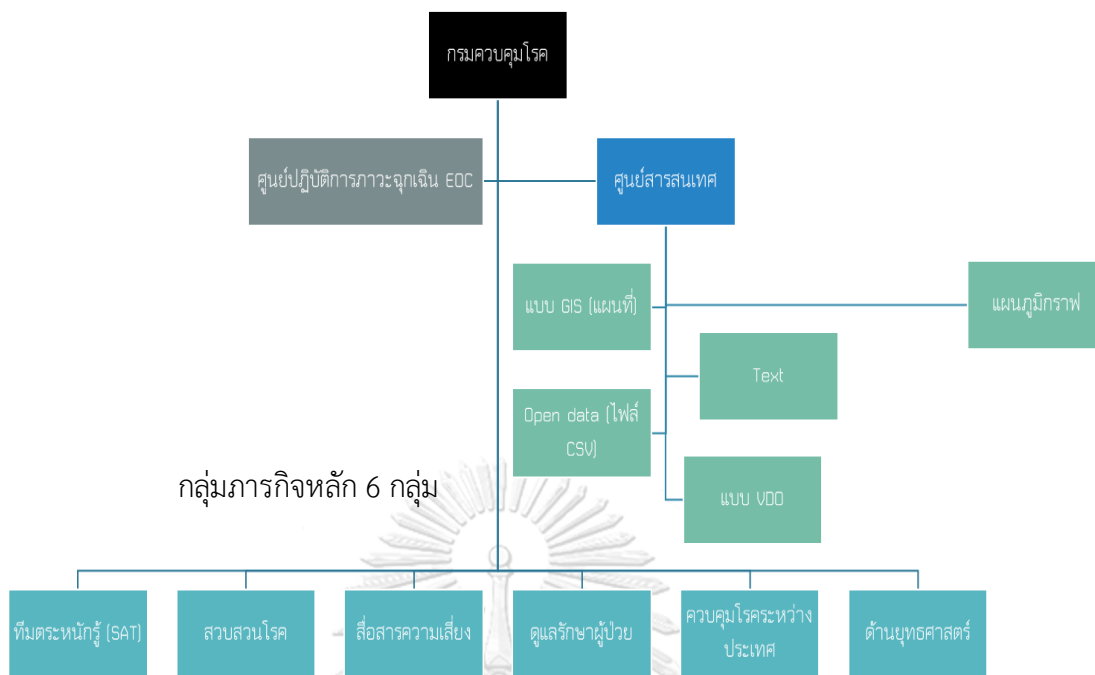 กรมควบคุมโรค
ศูนย์ปฏิบัติการภาวะฉุกเฉิน EOC
ศูนย์สารสนเทศ
แบบ GIS (แผนที่)
แผนภูมิกราฟ
Text
Open data (ไฟล์
CSV)
แบบ VDO
กลุ่มภารกิจหลัก 6 กลุ่ม
ทีมตระหนักรู้ (SAT)
สวบสวนโรค
สื่อสารความเสี่ยง
ดูแลรักษาผู้ป่วย
ควบคุมโรคระหว่าง
ประเทศ
ด้านยุทธศาสตร์